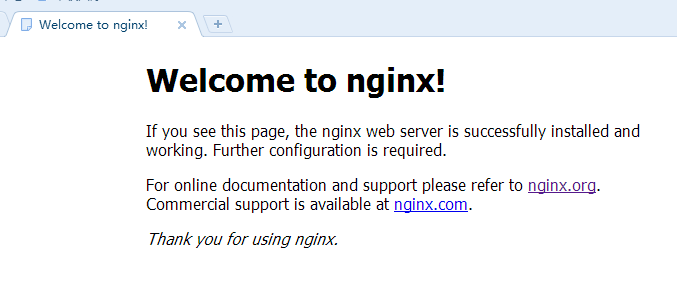 Welcome to nginx!
Welcome to nginx!
If you see this page, the nginx web server is successfully installed and
working. Further configuration is required.
For online documentation and support please refer to nginx.org.
Commercial support is available at nginx.com.
Thank you for using nginx.